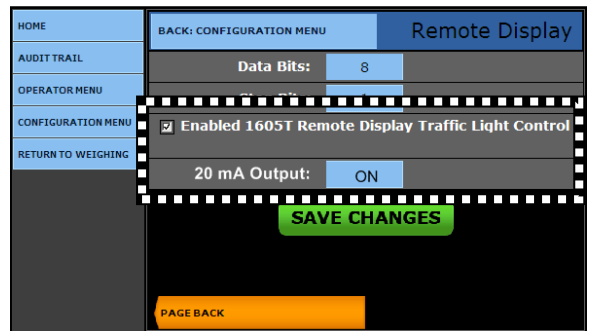 HOME
AUDIT TRAIL
OPERATOR MENU
CONFIGURATION MENU
RETURN TO WEIGHING
BACK: CONFIGURATION MENU
Remote Display
Data Bits: 8
Enabled 1605T Remote Display Traffic Light Control
20 mA Output: ON
SAVE CHANGES
PAGE BACK